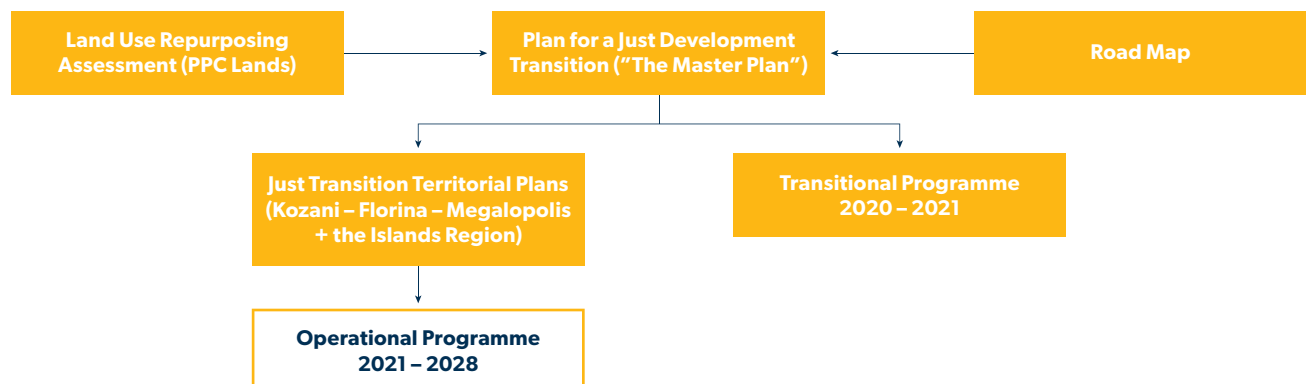 Land Use Repurposing
Assessment (PPC Lands)
Plan for a Just Development
Transition (”The Master Plan”)
Road Map
Just Transition Territorial Plans
(Kozani – Florina – Megalopolis
+ the Islands Region)
Transitional Programme
2020 – 2021
Operational Programme
2021 – 2028